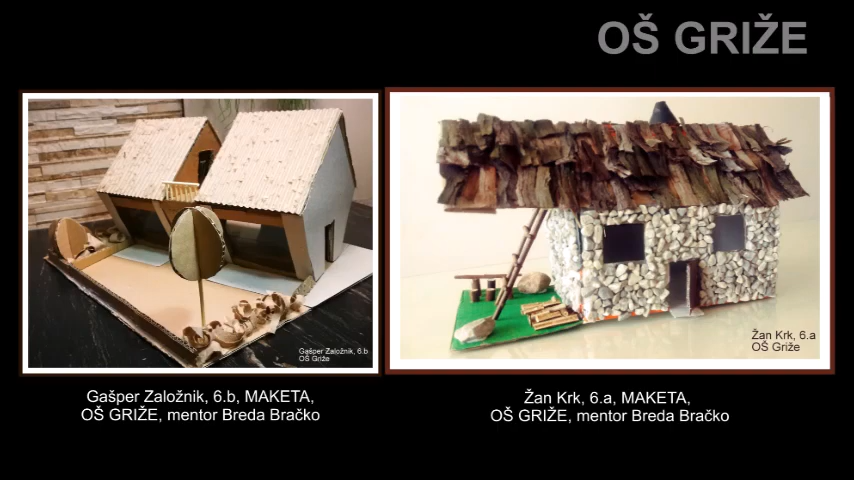 OŠ GRIŽE
Gašper Založnik, 6.b
OŠ Griže
Žan Krk, 6.a
OŠ Griže
Gašper Založnik, 6.b, MAKETA,
OŠ GRIŽE, mentor Breda Bračko
Žan Krk, 6.a, MAKETA,
OŠ GRIŽE, mentor Breda Bračko